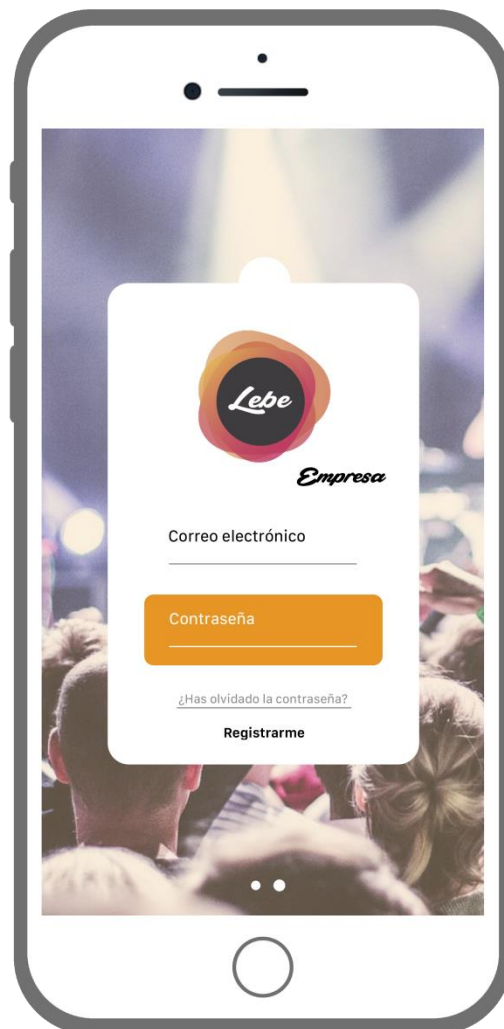 Lebe
Empresa
Correo electrónico
Contraseña
¿Has olvidado la contraseña?
Registrarme